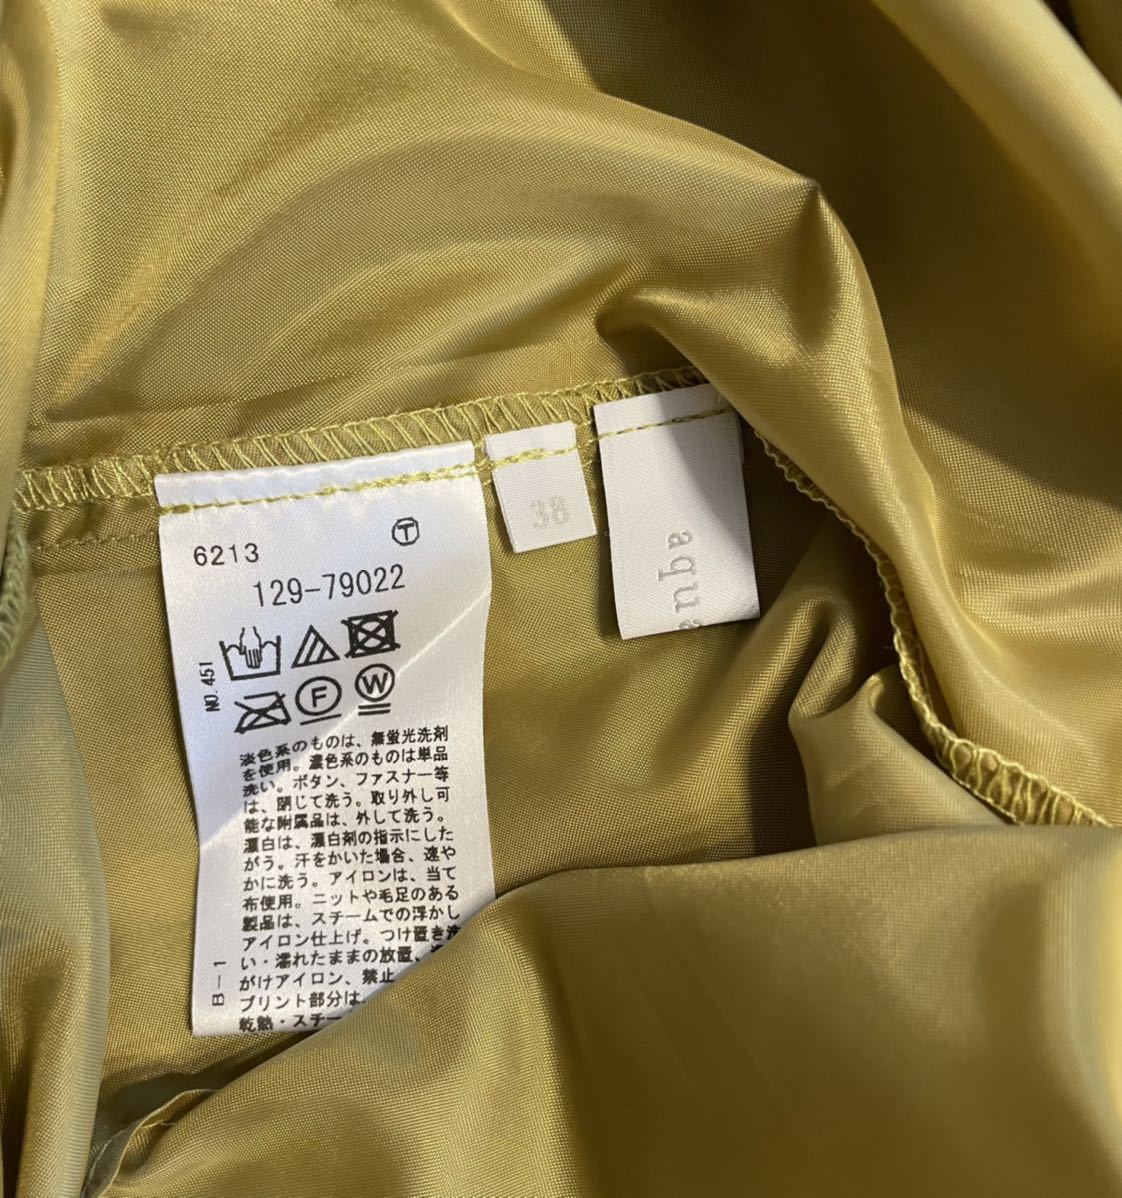 6213
T
129-79022
NO.451
F
W
淡色系のものは、無蛍光洗剤
を使用。濃色系のものは単品
洗い。ボタン、ファスナー等
は、閉じて洗う。取り外し可
能な附属品は、外して洗う。
漂白は、漂白剤の指示にした
がう。汗をかいた場合、速や
かに洗う。アイロンは、当て
布使用。ニットや毛足のある
製品は、スチームでの浮かし
アイロン仕上げ。つけ置き洗
い・濡れたままの放置、
がけアイロン、禁止
プリント部分は、
乾熱・スチー
B-1
38